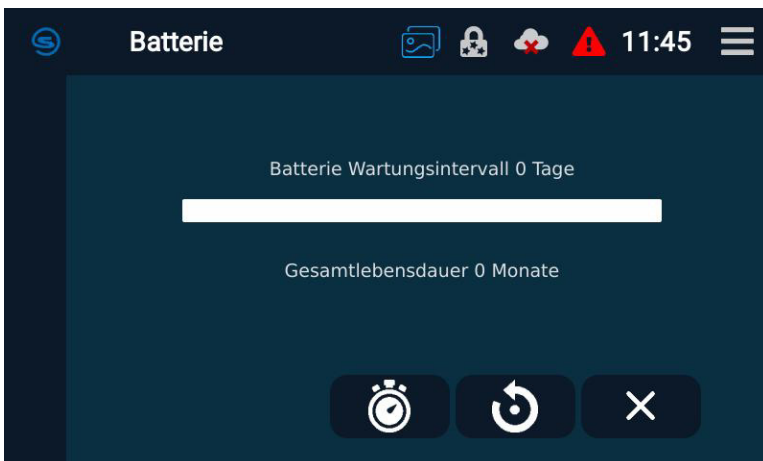 Batterie 11:45
Batterie Wartungsintervall 0 Tage
Gesamtlebensdauer 0 Monate